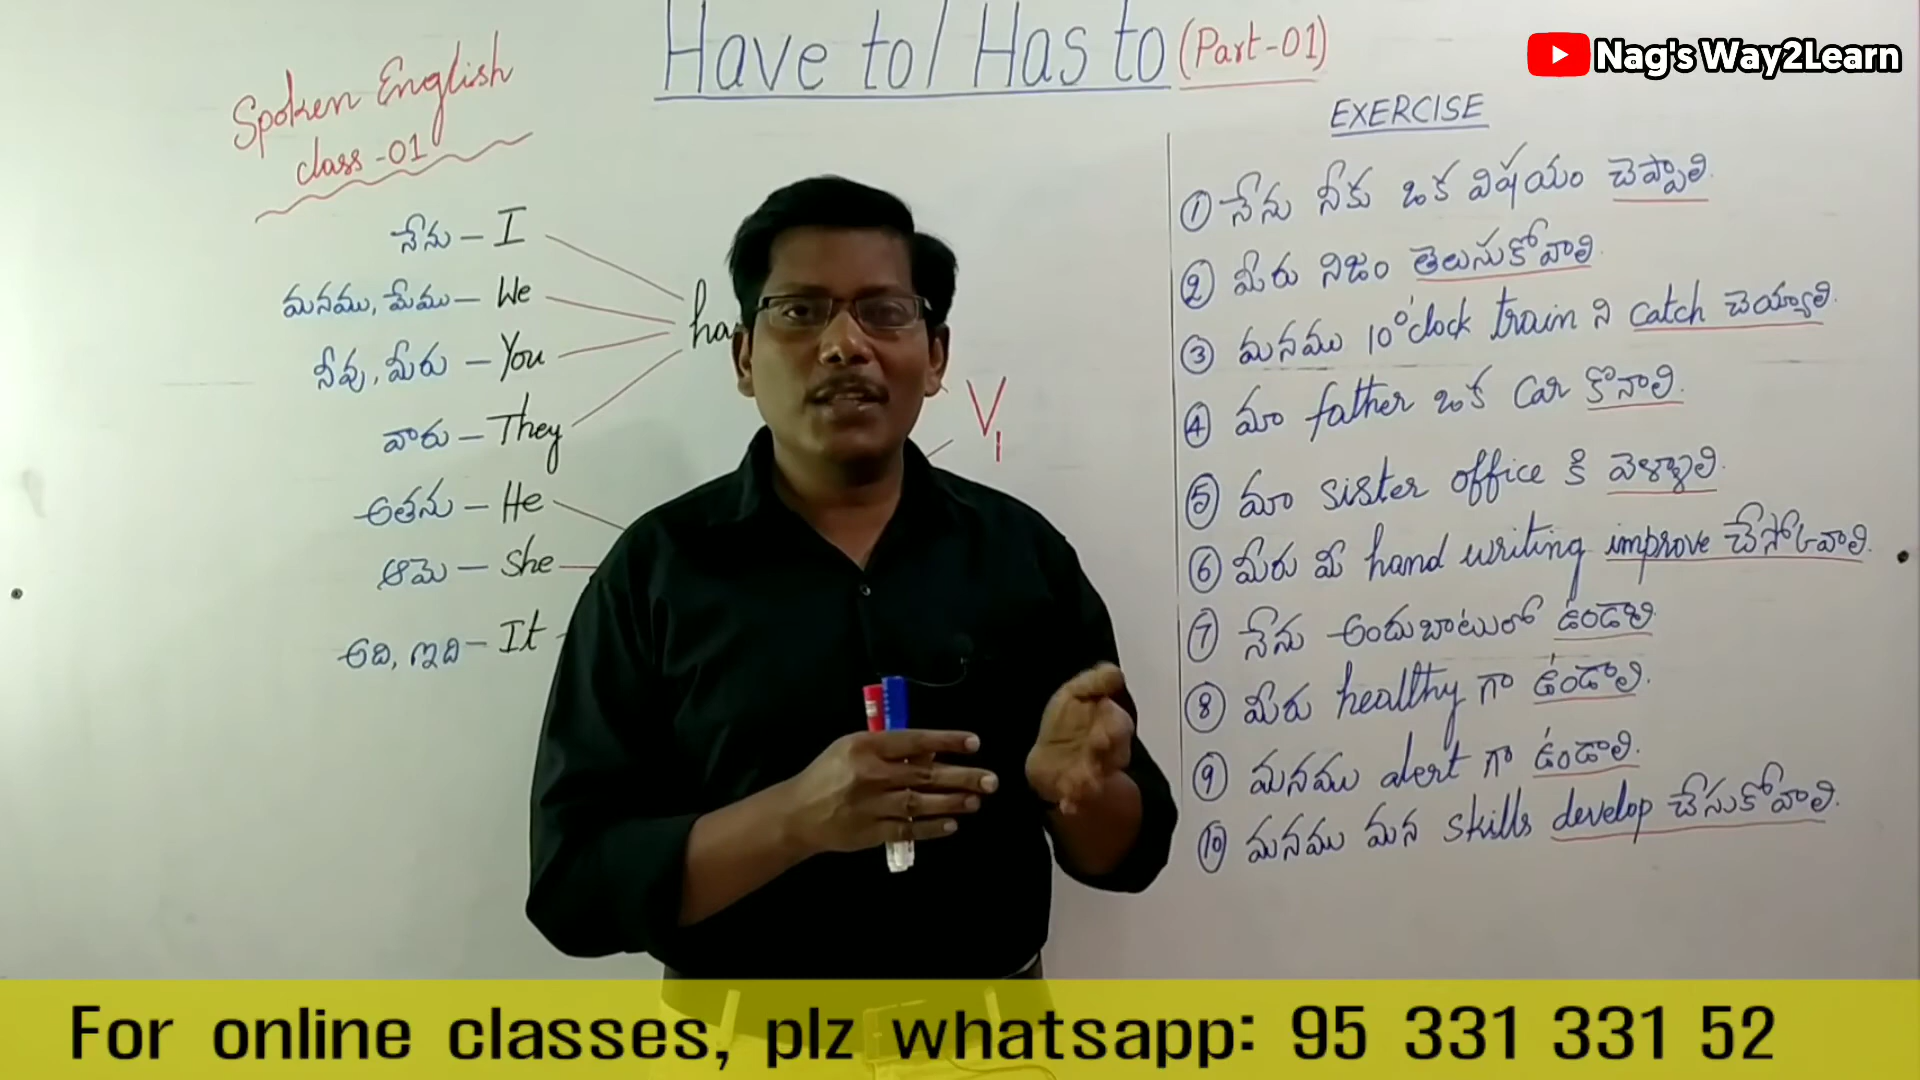 Have to / Has to (Part-01)
Nag's Way2Learn
Spoken English
class -01
నేను - I
మనము, మేము - We
నీవు, మీరు - You
వారు - They
అతను - He
ఆమె - She
అది, ఇది - It
V1
EXERCISE
① నేను నీకు ఒక విషయం చెప్పాలి.
② మీరు నిజం తెలుసుకోవాలి.
③ మనము 10 o'clock train ని catch చెయ్యాలి.
④ మా father ఒక car కొనాలి.
⑤ మా sister office కి వెళ్ళాలి.
⑥ మీరు మీ hand writing improve చేసుకోవాలి.
⑦ నేను అందుబాటులో ఉండాలి
⑧ మీరు healthy గా ఉండాలి.
⑨ మనము alert గా ఉండాలి.
⑩ మనము మన skills develop చేసుకోవాలి.
For online classes, plz whatsapp: 95 331 331 52